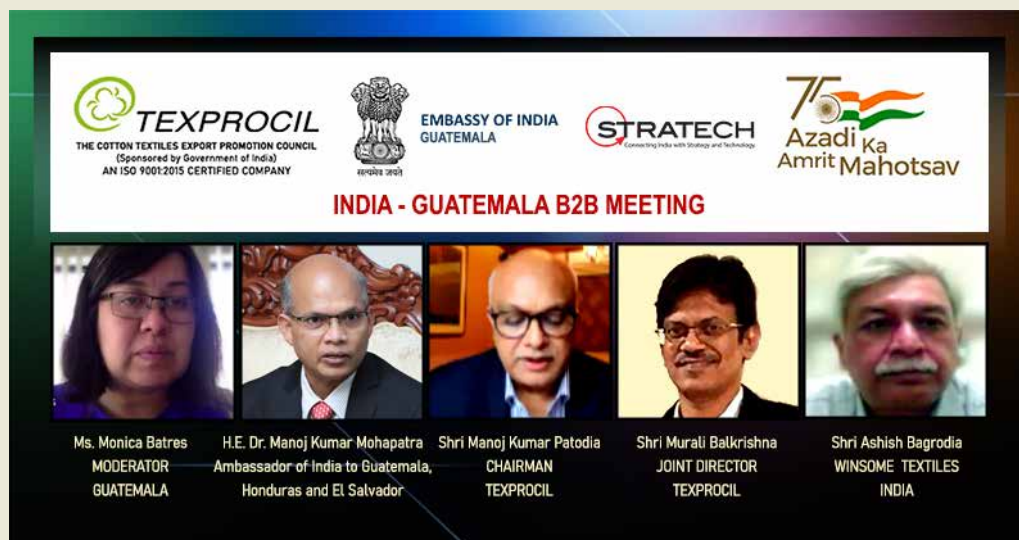 TEXPROCIL
THE COTTON TEXTILES EXPORT PROMOTION COUNCIL
(Sponsored by Government of India)
AN ISO 9001:2015 CERTIFIED COMPANY
सत्यमेव जयते
EMBASSY OF INDIA
GUATEMALA
STRATECH
Connecting India with Strategy and Technology
75
Azadi Ka
Amrit Mahotsav
INDIA - GUATEMALA B2B MEETING
Ms. Monica Batres
MODERATOR
GUATEMALA
H.E. Dr. Manoj Kumar Mohapatra
Ambassador of India to Guatemala,
Honduras and El Salvador
Shri Manoj Kumar Patodia
CHAIRMAN
TEXPROCIL
Shri Murali Balkrishna
JOINT DIRECTOR
TEXPROCIL
Shri Ashish Bagrodia
WINSOME TEXTILES
INDIA